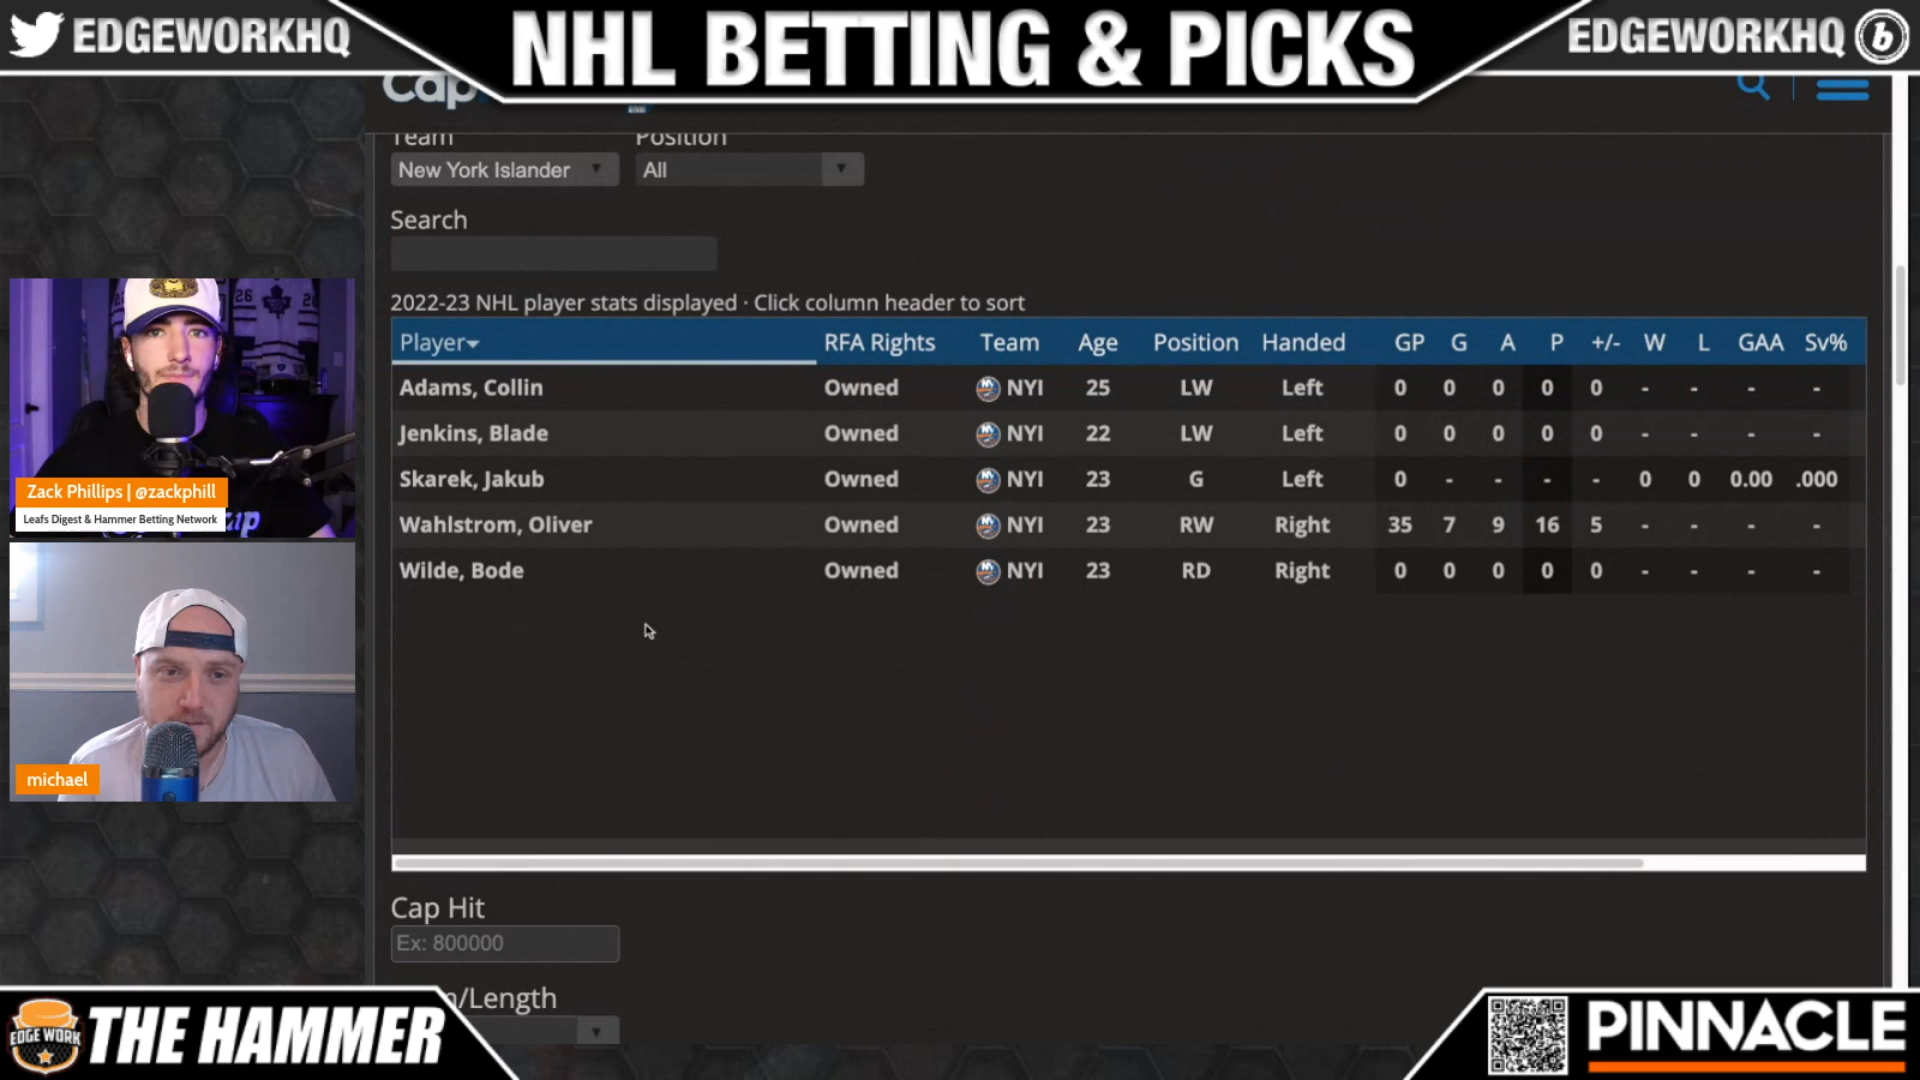 EDGEWORKHQ
NHL BETTING & PICKS
EDGEWORKHQ
b
Cap
Team Position
New York Islander All
Search
2022-23 NHL player stats displayed · Click column header to sort
Player RFA Rights Team Age Position Handed GP G A P +/- W L GAA Sv%
Adams, Collin Owned NYI 25 LW Left 0 0 0 0 0 - - - -
Jenkins, Blade Owned NYI 22 LW Left 0 0 0 0 0 - - - -
Skarek, Jakub Owned NYI 23 G Left 0 - - - - 0 0 0.00 .000
Wahlstrom, Oliver Owned NYI 23 RW Right 35 7 9 16 5 - - - -
Wilde, Bode Owned NYI 23 RD Right 0 0 0 0 0 - - - -
26
Zack Phillips | @zackphill
Leafs Digest & Hammer Betting Network
michael
Cap Hit
Ex: 800000
/Length
EDGE WORK
THE HAMMER
PINNACLE